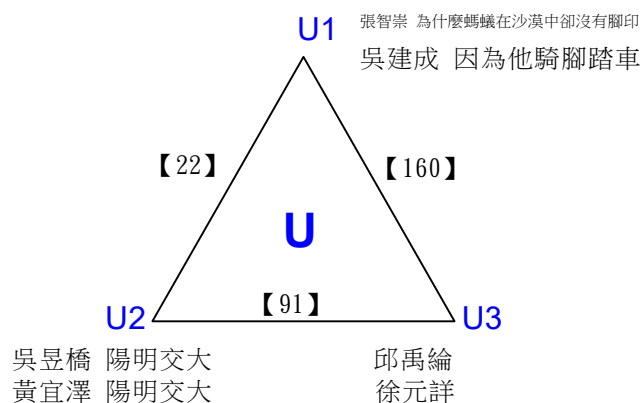 U1
張智崇 為什麼螞蟻在沙漠中卻沒有腳印
吳建成 因為他騎腳踏車
【22】
【160】
U
【91】
U2
U3
吳昱橋 陽明交大
邱禹綸
黃宜澤 陽明交大
徐元詳